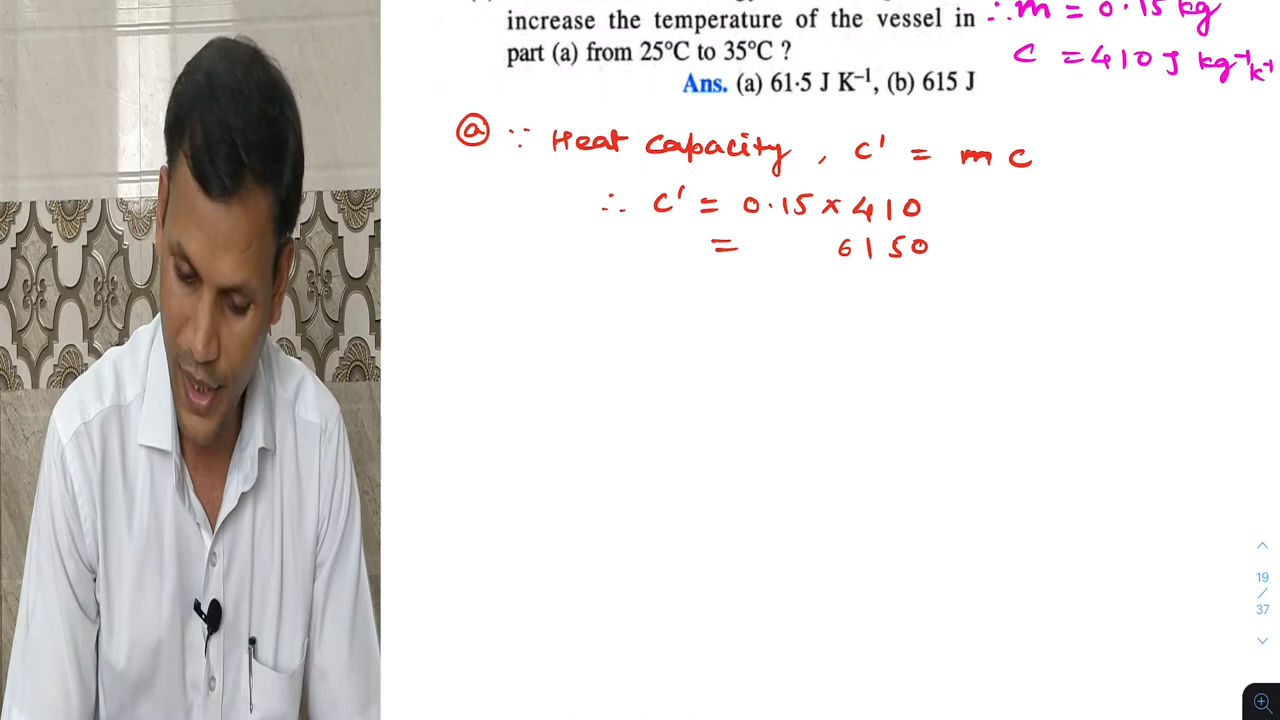 increase the temperature of the vessel in
part (a) from 25°C to 35°C ?
Ans. (a) 61·5 J K⁻¹, (b) 615 J
∴ m = 0.15 kg
c = 410 J kg⁻¹ k⁻¹
(a) ∵ Heat capacity, c' = m c
∴ c' = 0.15 × 410
= 6150
19
/
37